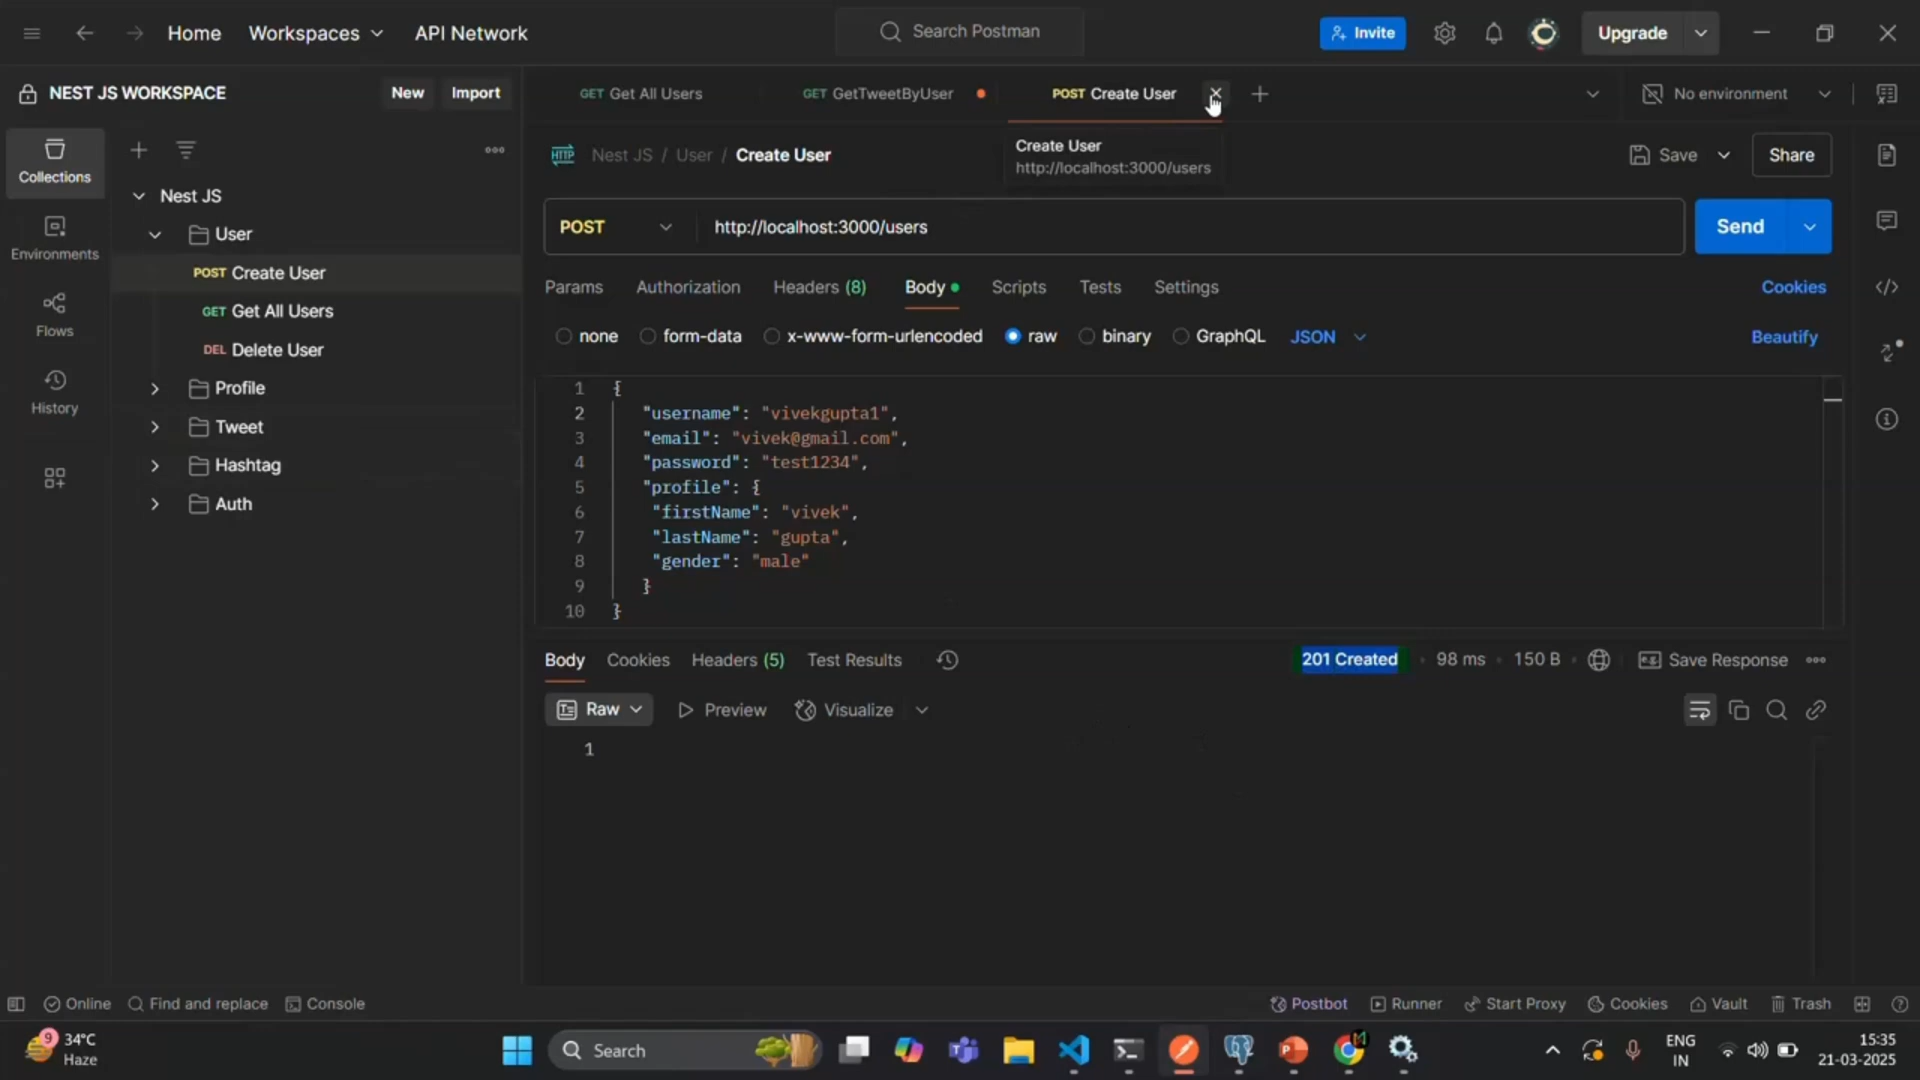 Home Workspaces API Network Search Postman Invite Upgrade
NEST JS WORKSPACE New Import
GET Get All Users GET GetTweetByUser POST Create User No environment
Collections
Environments
Flows
History
Nest JS
User
POST Create User
GET Get All Users
DEL Delete User
Profile
Tweet
Hashtag
Auth
HTTP Nest JS / User / Create User Save Share
Create User
http://localhost:3000/users
POST http://localhost:3000/users Send
Params Authorization Headers (8) Body Scripts Tests Settings Cookies
none form-data x-www-form-urlencoded raw binary GraphQL JSON Beautify
1 {
2 "username": "vivekgupta1",
3 "email": "vivek@gmail.com",
4 "password": "test1234",
5 "profile": {
6 "firstName": "vivek",
7 "lastName": "gupta",
8 "gender": "male"
9 }
10 }
Body Cookies Headers (5) Test Results 201 Created 98 ms 150 B Save Response
Raw Preview Visualize
1
Online Find and replace Console Postbot Runner Start Proxy Cookies Vault Trash
9 34°C
Haze
Search
ENG
IN
15:35
21-03-2025